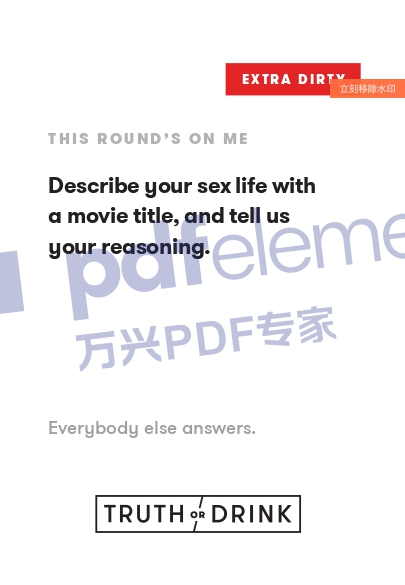 EXTRA DIRTY
立刻移除水印
THIS ROUND'S ON ME
Describe your sex life with
a movie title, and tell us
your reasoning.
pdfeleme
万兴PDF专家
Everybody else answers.
TRUTH OR DRINK